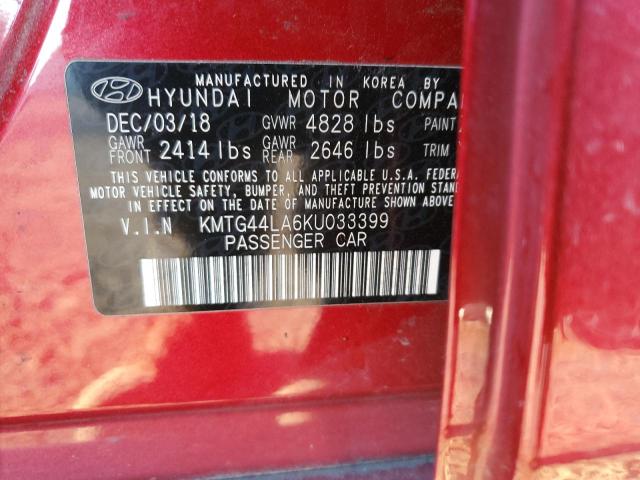 MANUFACTURED IN KOREA BY
HYUNDAI MOTOR COMPA
DEC/03/18 GVWR 4828 lbs PAINT
GAWR FRONT 2414 lbs GAWR REAR 2646 lbs TRIM
THIS VEHICLE CONFORMS TO ALL APPLICABLE U.S.A. FEDER
MOTOR VEHICLE SAFETY, BUMPER, AND THEFT PREVENTION STAND
IN EFFECT ON THE DATE OF MANUFACTURE SHOWN ABOVE.
V.I.N KMTG44LA6KU033399
PASSENGER CAR